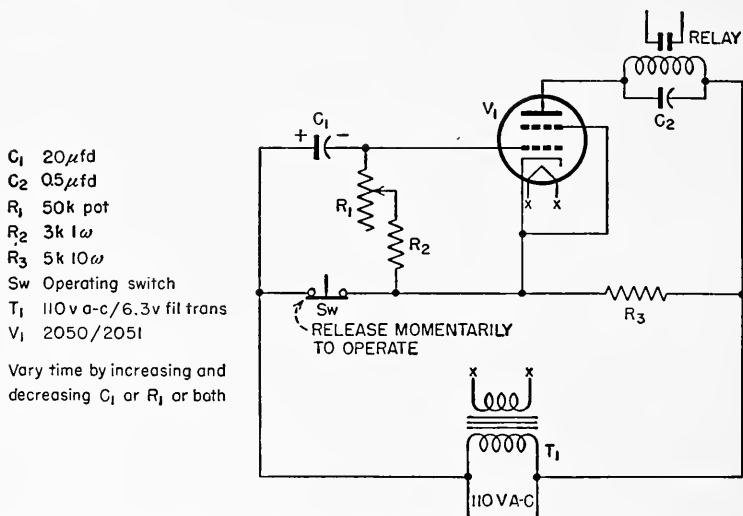 RELAY
C2
V1
C1
+ -
R1
R2
C1 20μfd
C2 0.5μfd
R1 50k pot
R2 3k 1ω
R3 5k 10ω
Sw Operating switch
T1 110v a-c/6.3v fil trans
V1 2050/2051
Vary time by increasing and
decreasing C1 or R1 or both
x x
Sw
RELEASE MOMENTARILY
TO OPERATE
R3
x x
T1
110 V A-C